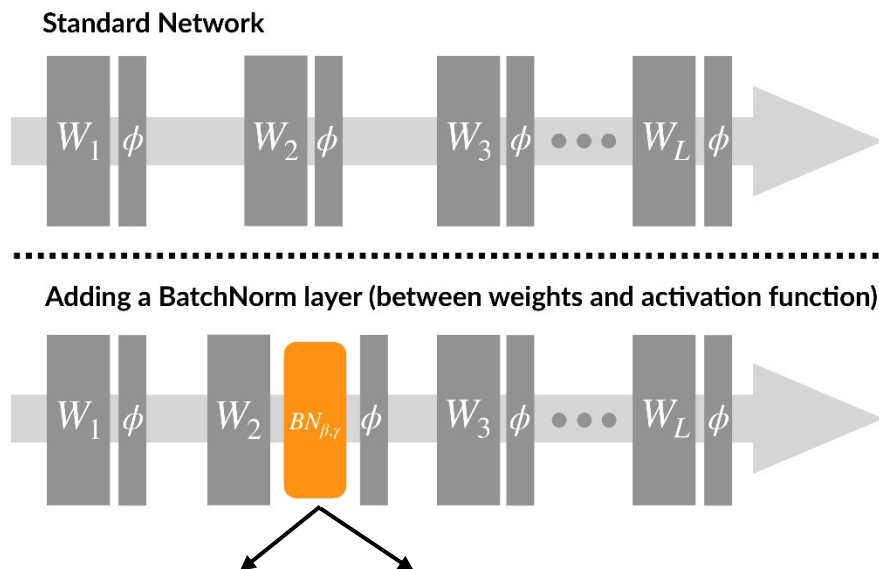 Standard Network
W₁ ϕ W₂ ϕ W₃ ϕ ••• W_L ϕ
Adding a BatchNorm layer (between weights and activation function)
W₁ ϕ W₂ BN_β,γ ϕ W₃ ϕ ••• W_L ϕ